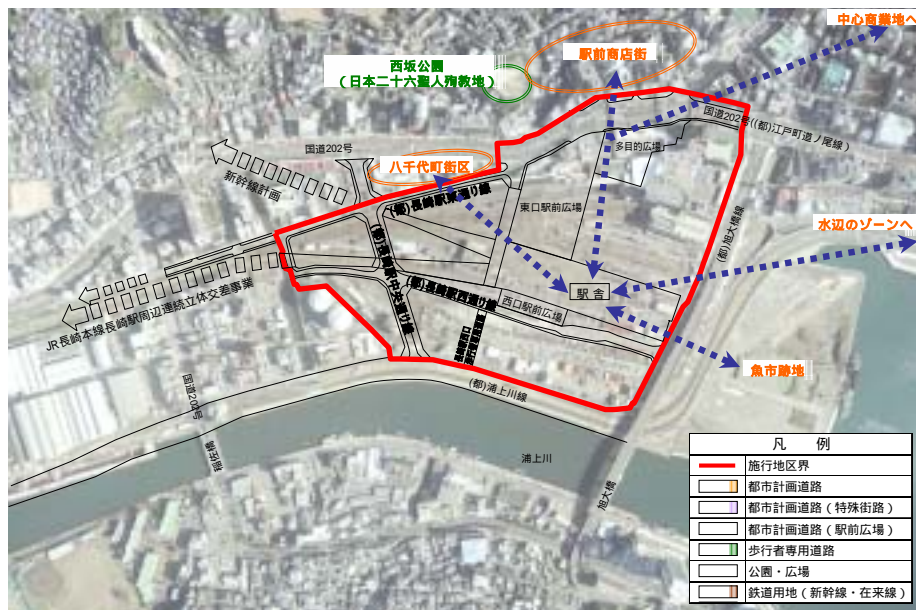 中心商業地へ
駅前商店街
西坂公園
（日本二十六聖人殉教地）
国道202号(（都）江戸町道ノ尾線）
多目的広場
国道202号
八千代町街区
新幹線計画
(都)長崎駅東通り線
東口駅前広場
(都)旭大橋線
水辺のゾーンへ
(都)長崎駅中央通り線
(都)長崎駅西通り線
駅舎
西口駅前広場
JR長崎本線長崎駅周辺連続立体交差事業
魚市跡地
国道202号
(都)浦上川線
稲佐橋
浦上川
旭大橋
凡　例
施行地区界
都市計画道路
都市計画道路（特殊街路）
都市計画道路（駅前広場）
歩行者専用道路
公園・広場
鉄道用地（新幹線・在来線）